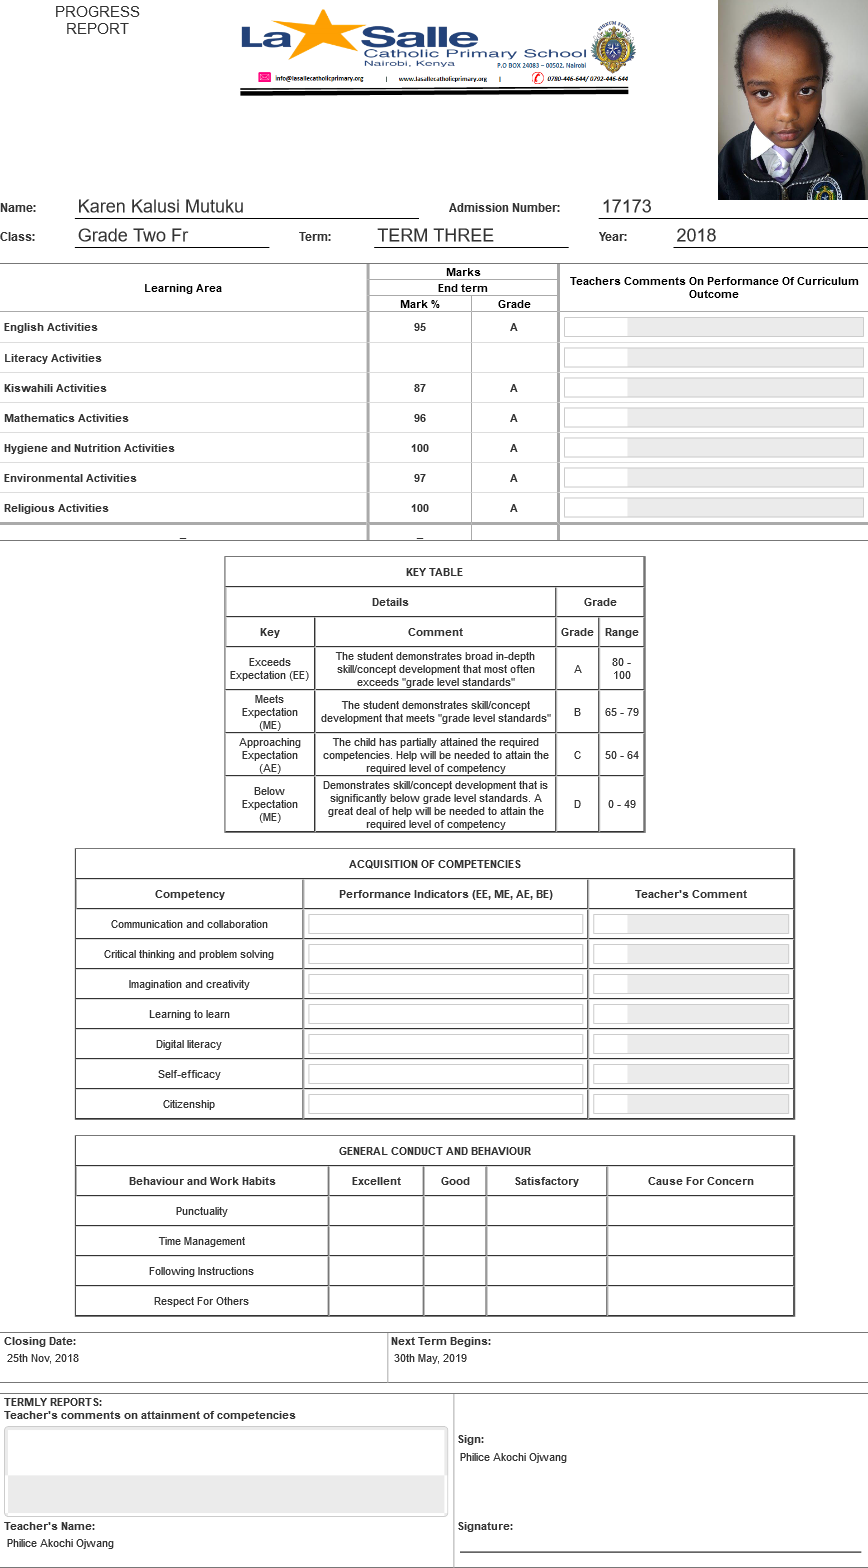 PROGRESS
REPORT
La Salle
Catholic Primary School
Nairobi, Kenya
P.O BOX 24083 – 00502, Nairobi
info@lasallecatholicprimary.org | www.lasallecatholicprimary.org | 0780-446-644/ 0792-446-644
Name: Karen Kalusi Mutuku Admission Number: 17173
Class: Grade Two Fr Term: TERM THREE Year: 2018
Learning Area Marks Teachers Comments On Performance Of Curriculum Outcome
End term
Mark % Grade
English Activities 95 A
Literacy Activities
Kiswahili Activities 87 A
Mathematics Activities 96 A
Hygiene and Nutrition Activities 100 A
Environmental Activities 97 A
Religious Activities 100 A
_ _
KEY TABLE
Details Grade
Key Comment Grade Range
Exceeds Expectation (EE) The student demonstrates broad in-depth skill/concept development that most often exceeds "grade level standards" A 80 - 100
Meets Expectation (ME) The student demonstrates skill/concept development that meets "grade level standards" B 65 - 79
Approaching Expectation (AE) The child has partially attained the required competencies. Help will be needed to attain the required level of competency C 50 - 64
Below Expectation (ME) Demonstrates skill/concept development that is significantly below grade level standards. A great deal of help will be needed to attain the required level of competency D 0 - 49
ACQUISITION OF COMPETENCIES
Competency Performance Indicators (EE, ME, AE, BE) Teacher's Comment
Communication and collaboration
Critical thinking and problem solving
Imagination and creativity
Learning to learn
Digital literacy
Self-efficacy
Citizenship
GENERAL CONDUCT AND BEHAVIOUR
Behaviour and Work Habits Excellent Good Satisfactory Cause For Concern
Punctuality
Time Management
Following Instructions
Respect For Others
Closing Date: Next Term Begins:
25th Nov, 2018 30th May, 2019
TERMLY REPORTS:
Teacher's comments on attainment of competencies
Sign:
Philice Akochi Ojwang
Teacher's Name: Signature:
Philice Akochi Ojwang